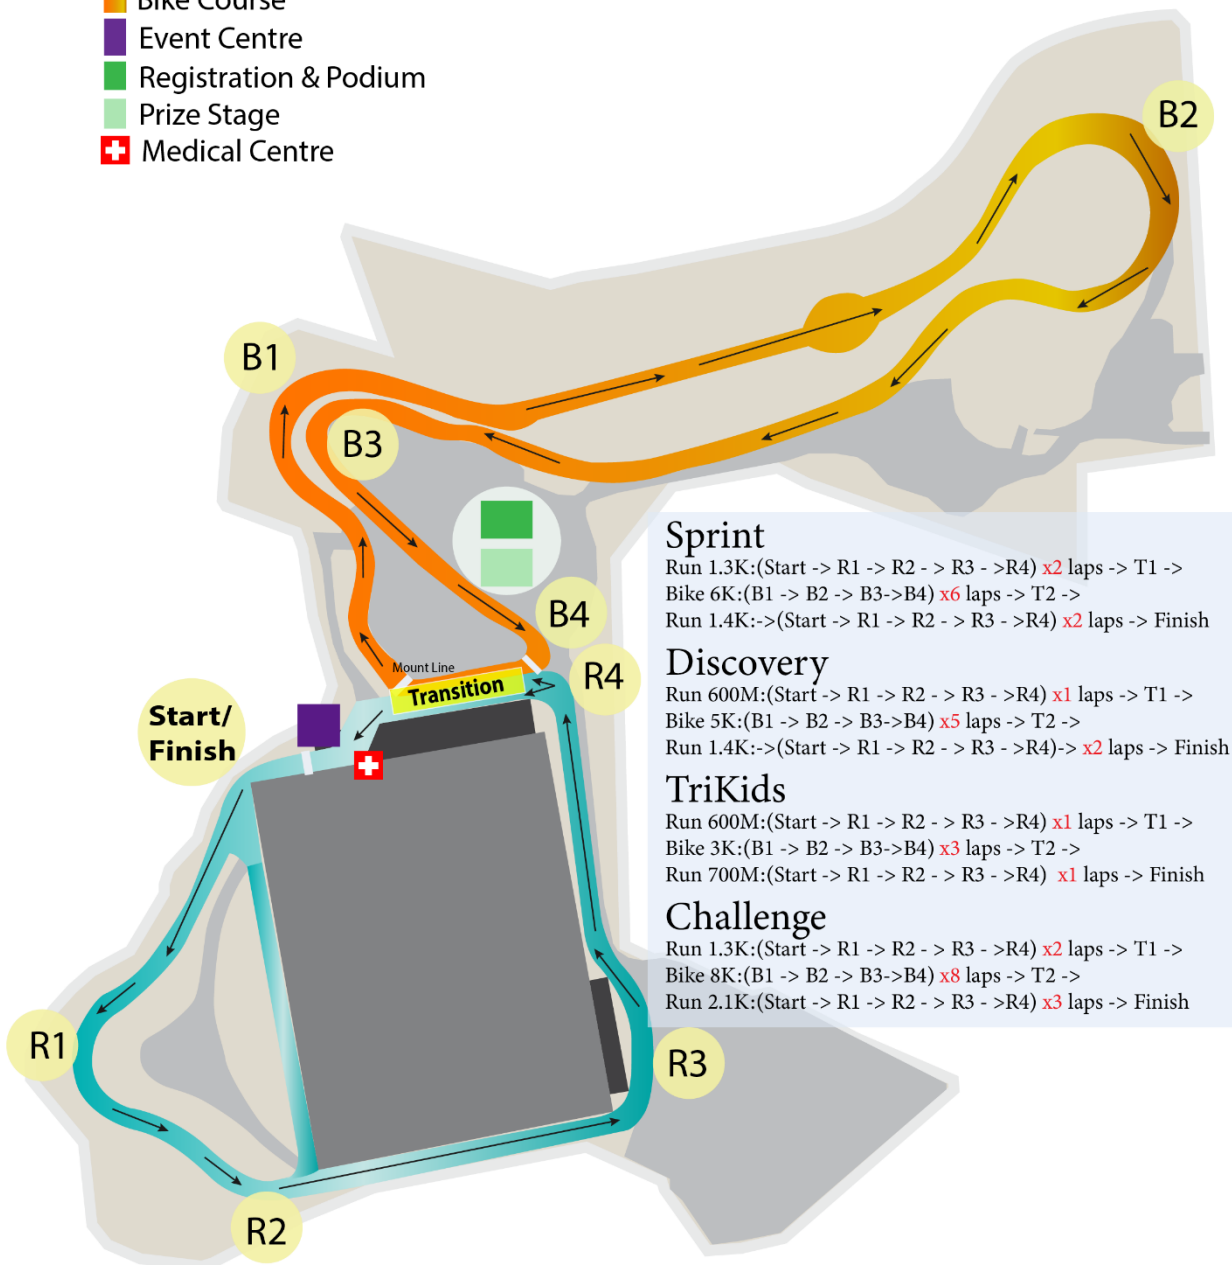 Bike Course
Event Centre
Registration & Podium
Prize Stage
Medical Centre
B2
B1
B3
B4
R4
Mount Line
Transition
Start/
Finish
R1
R2
R3
Sprint
Run 1.3K:(Start -> R1 -> R2 - > R3 - ->R4) x2 laps -> T1 ->
Bike 6K:(B1 -> B2 -> B3->B4) x6 laps -> T2 ->
Run 1.4K:->(Start -> R1 -> R2 - > R3 - ->R4) x2 laps -> Finish
Discovery
Run 600M:(Start -> R1 -> R2 - > R3 - ->R4) x1 laps -> T1 ->
Bike 5K:(B1 -> B2 -> B3->B4) x5 laps -> T2 ->
Run 1.4K:->(Start -> R1 -> R2 - > R3 - ->R4)-> x2 laps -> Finish
TriKids
Run 600M:(Start -> R1 -> R2 - > R3 - ->R4) x1 laps -> T1 ->
Bike 3K:(B1 -> B2 -> B3->B4) x3 laps -> T2 ->
Run 700M:(Start -> R1 -> R2 - > R3 - ->R4) x1 laps -> Finish
Challenge
Run 1.3K:(Start -> R1 -> R2 - > R3 - ->R4) x2 laps -> T1 ->
Bike 8K:(B1 -> B2 -> B3->B4) x8 laps -> T2 ->
Run 2.1K:(Start -> R1 -> R2 - > R3 - ->R4) x3 laps -> Finish